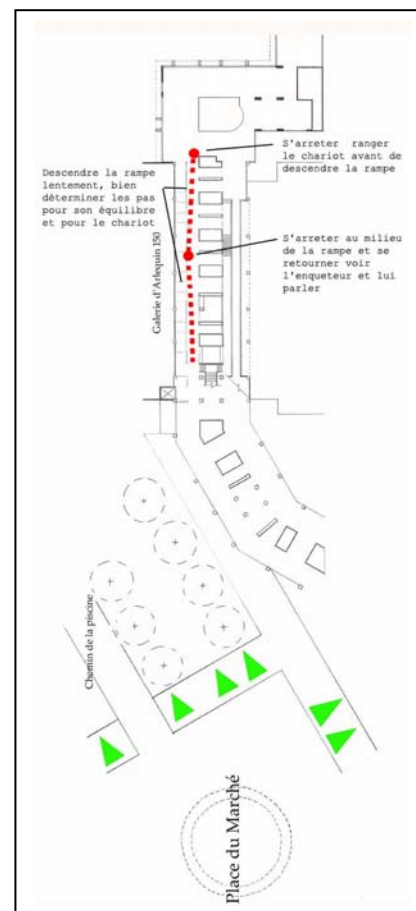 S'arreter ranger
le chariot avant de
descendre la rampe
Descendre la rampe
lentement, bien
déterminer les pas
pour son équilibre
et pour le chariot
S'arreter au milieu
de la rampe et se
retourner voir
l'enqueteur et lui
parler
Galerie d'Arlequin 150
Chemin de la piscine
Place du Marché